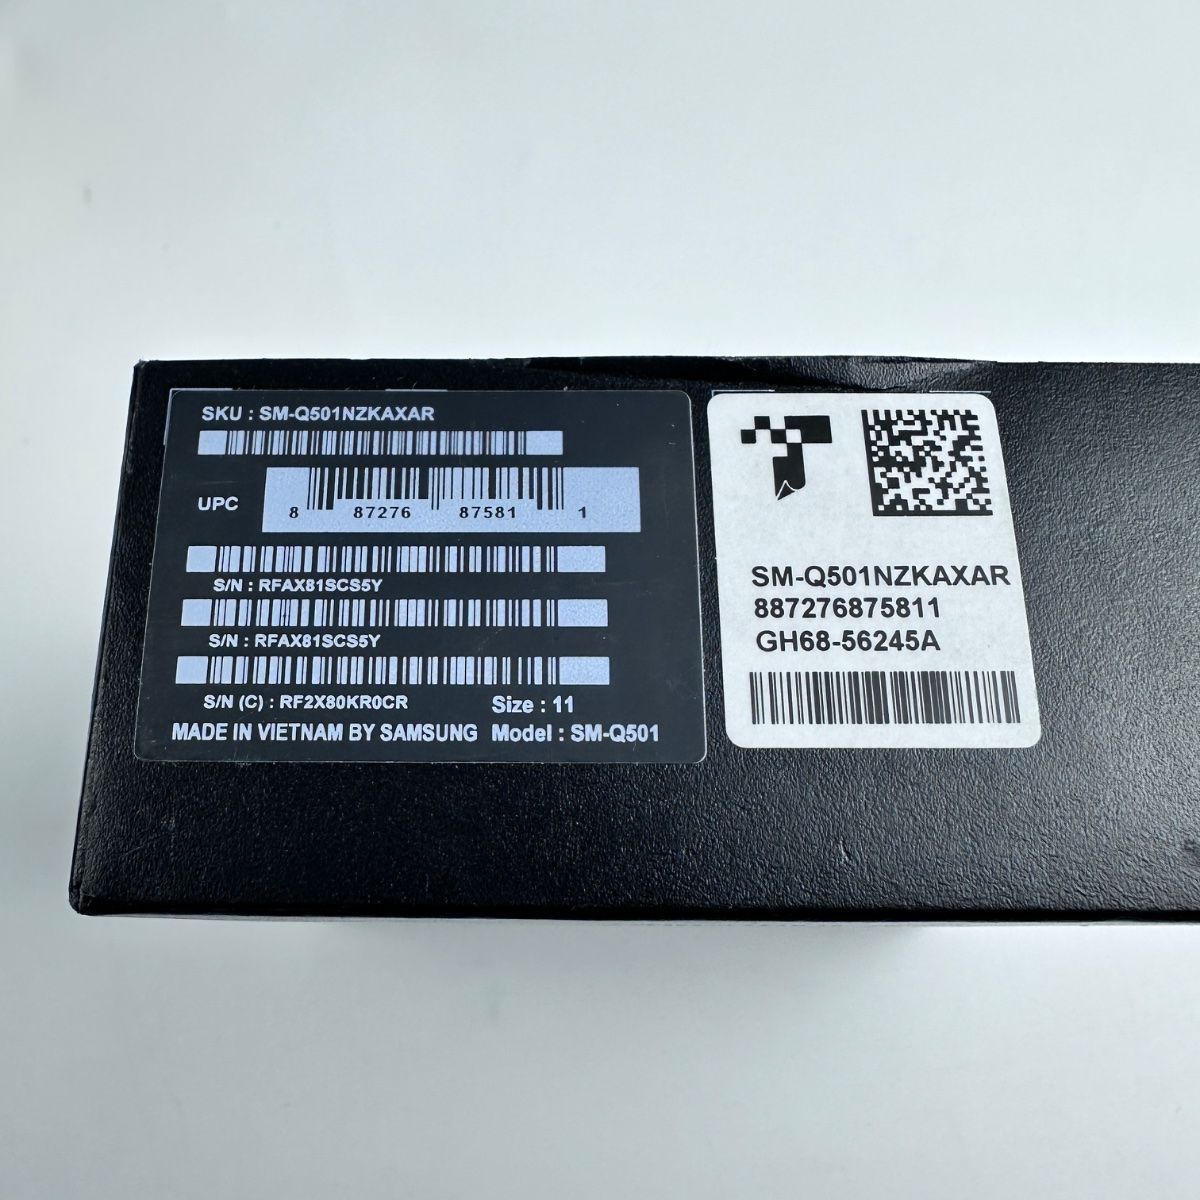 SKU : SM-Q501NZKAXAR
UPC
8 87276 87581 1
S/N : RFAX81SCS5Y
S/N : RFAX81SCS5Y
S/N (C) : RF2X80KR0CR
Size : 11
MADE IN VIETNAM BY SAMSUNG
Model : SM-Q501
SM-Q501NZKAXAR
887276875811
GH68-56245A